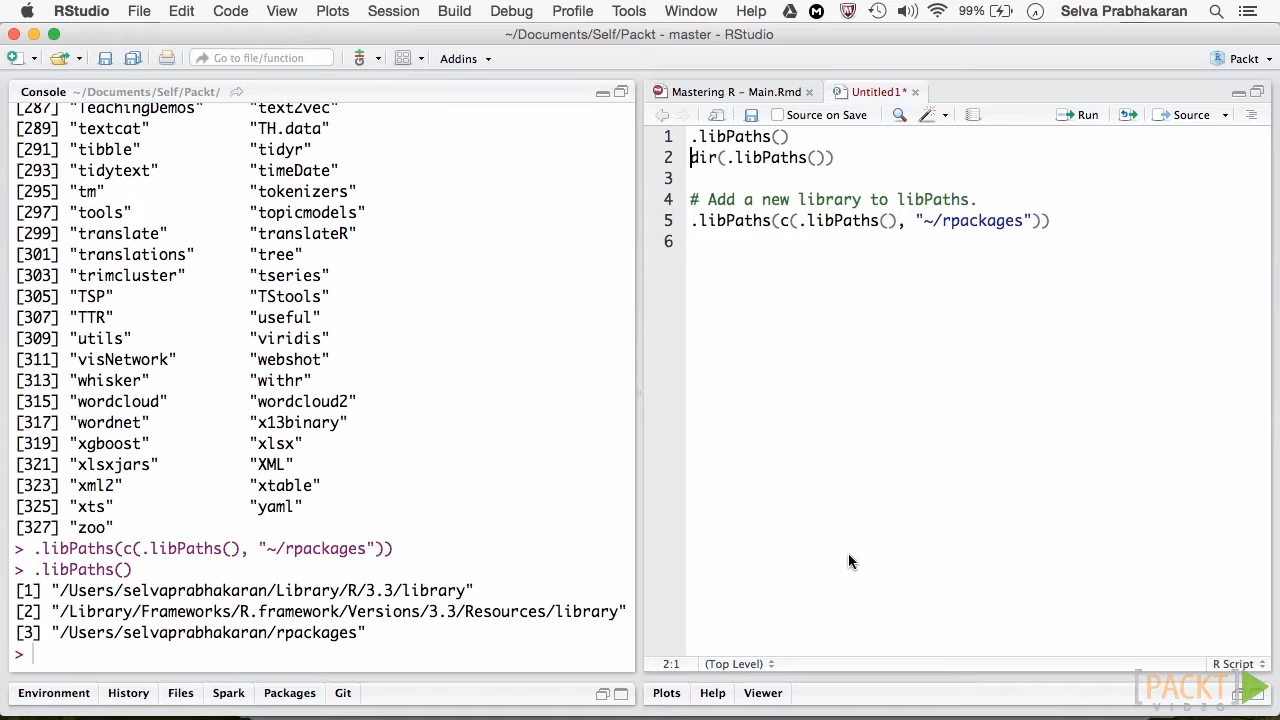 RStudio File Edit Code View Plots Session Build Debug Profile Tools Window Help 99% Selva Prabhakaran
~/Documents/Self/Packt - master - RStudio
Go to file/function Addins Packt
Console ~/Documents/Self/Packt/
[287] "TeachingDemos" "text2vec"
[289] "textcat" "TH.data"
[291] "tibble" "tidyr"
[293] "tidytext" "timeDate"
[295] "tm" "tokenizers"
[297] "tools" "topicmodels"
[299] "translate" "translateR"
[301] "translations" "tree"
[303] "trimcluster" "tseries"
[305] "TSP" "TStools"
[307] "TTR" "useful"
[309] "utils" "viridis"
[311] "visNetwork" "webshot"
[313] "whisker" "withr"
[315] "wordcloud" "wordcloud2"
[317] "wordnet" "x13binary"
[319] "xgboost" "xlsx"
[321] "xlsxjars" "XML"
[323] "xml2" "xtable"
[325] "xts" "yaml"
[327] "zoo"
> .libPaths(c(.libPaths(), "~/rpackages"))
> .libPaths()
[1] "/Users/selvaprabhakaran/Library/R/3.3/library"
[2] "/Library/Frameworks/R.framework/Versions/3.3/Resources/library"
[3] "/Users/selvaprabhakaran/rpackages"
>
Environment History Files Spark Packages Git
Mastering R - Main.Rmd Untitled1*
Source on Save Run Source
1 .libPaths()
2 dir(.libPaths())
3
4 # Add a new library to libPaths.
5 .libPaths(c(.libPaths(), "~/rpackages"))
6
2:1 (Top Level) R Script
Plots Help Viewer
PACKT
VIDEO